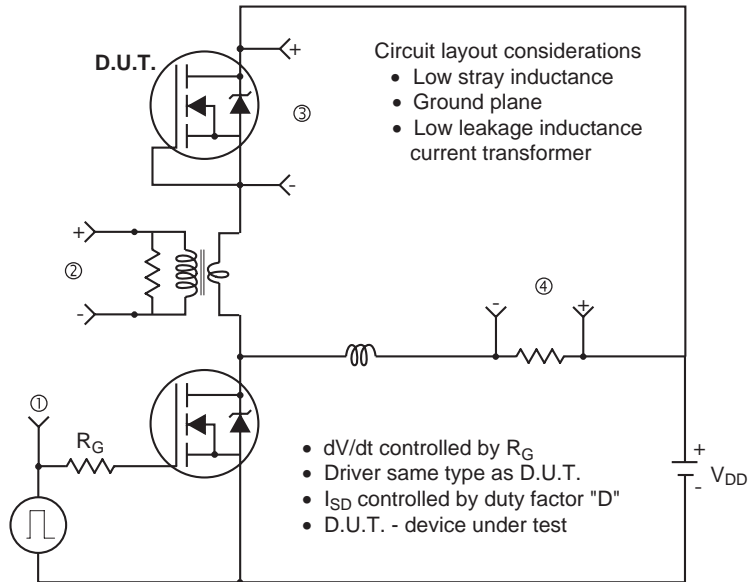 D.U.T.
+
③
-
Circuit layout considerations
• Low stray inductance
• Ground plane
• Low leakage inductance
current transformer
+
②
-
④
- +
①
R_G
• dV/dt controlled by R_G
• Driver same type as D.U.T.
• I_SD controlled by duty factor "D"
• D.U.T. - device under test
+
V_DD
-